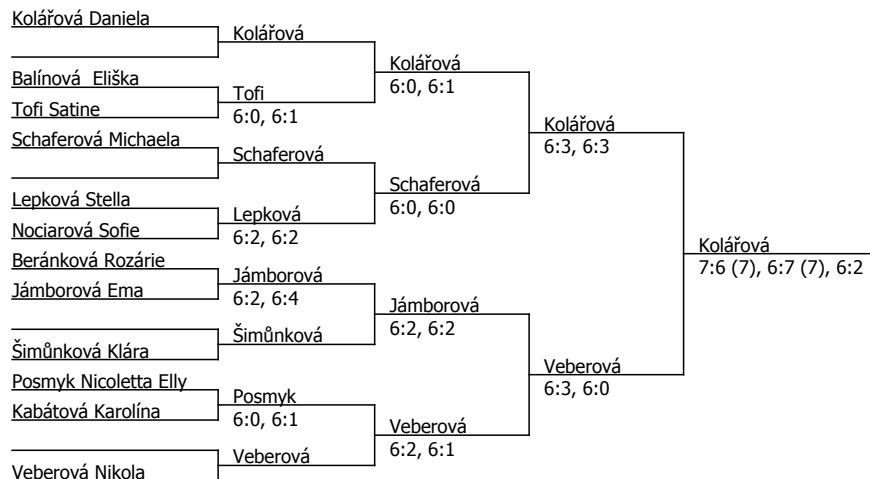 Kolářová Daniela
Kolářová
Kolářová
6:0, 6:1
Balínová  Eliška
Tofi
Tofi Satine
6:0, 6:1
Kolářová
6:3, 6:3
Schaferová Michaela
Schaferová
Schaferová
6:0, 6:0
Lepková Stella
Lepková
Nociarová Sofie
6:2, 6:2
Kolářová
7:6 (7), 6:7 (7), 6:2
Beránková Rozárie
Jámborová
Jámborová Ema
6:2, 6:4
Jámborová
6:2, 6:2
Šimůnková
Šimůnková Klára
Veberová
6:3, 6:0
Posmyk Nicoletta Elly
Posmyk
Kabátová Karolína
6:0, 6:1
Veberová
6:2, 6:1
Veberová
Veberová Nikola